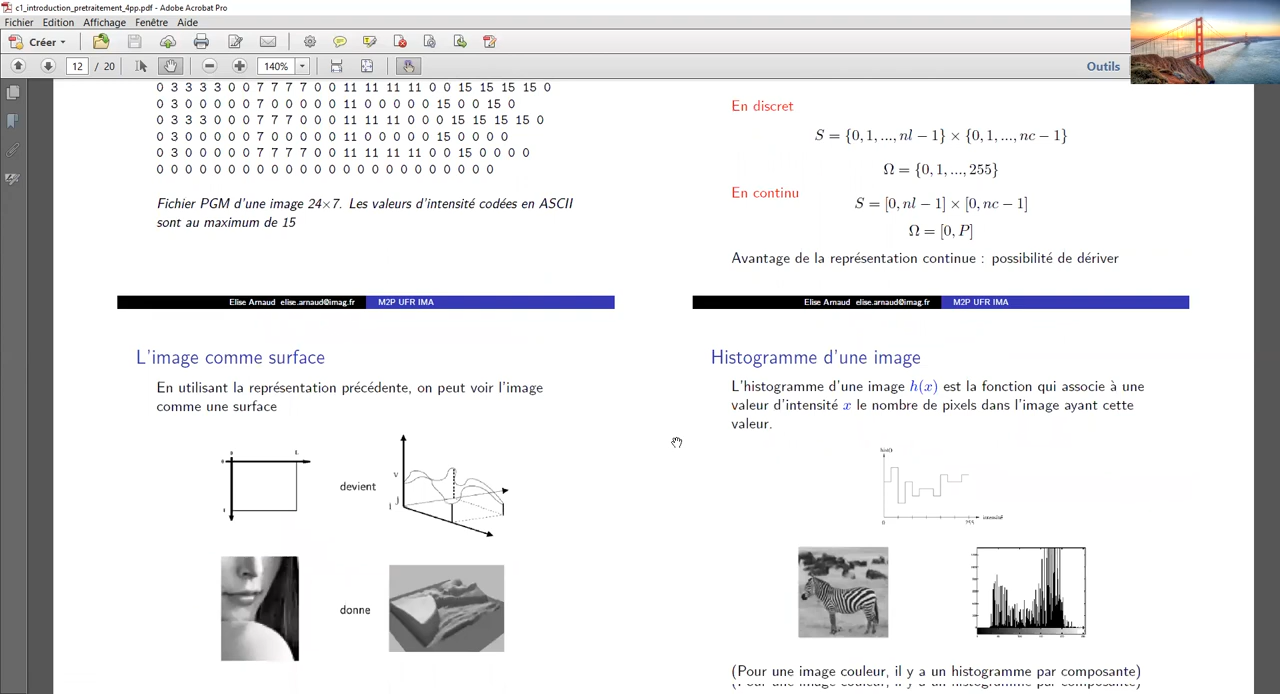 c1_introduction_pretraitement_4pp.pdf - Adobe Acrobat Pro
Fichier Edition Affichage Fenêtre Aide
Créer
12 / 20 140% Outils
0 3 3 3 3 0 0 7 7 7 7 0 0 11 11 11 11 0 0 15 15 15 15 0
0 3 0 0 0 0 0 7 0 0 0 0 0 11 0 0 0 0 0 15 0 0 15 0
0 3 3 3 0 0 0 7 7 7 0 0 0 11 11 11 0 0 0 15 15 15 15 0
0 3 0 0 0 0 0 7 0 0 0 0 0 11 0 0 0 0 0 15 0 0 0 0
0 3 0 0 0 0 0 7 7 7 7 0 0 11 11 11 11 0 0 15 0 0 0 0
0 0 0 0 0 0 0 0 0 0 0 0 0 0 0 0 0 0 0 0 0 0 0 0
Fichier PGM d'une image 24×7. Les valeurs d'intensité codées en ASCII
sont au maximum de 15
Elise Arnaud elise.arnaud@imag.fr M2P UFR IMA
En discret
S = {0, 1, ..., nl − 1} × {0, 1, ..., nc − 1}
Ω = {0, 1, ..., 255}
En continu
S = [0, nl − 1] × [0, nc − 1]
Ω = [0, P]
Avantage de la représentation continue : possibilité de dériver
Elise Arnaud elise.arnaud@imag.fr M2P UFR IMA
L'image comme surface
En utilisant la représentation précédente, on peut voir l'image
comme une surface
devient
donne
Histogramme d'une image
L'histogramme d'une image h(x) est la fonction qui associe à une
valeur d'intensité x le nombre de pixels dans l'image ayant cette
valeur.
hist()
0 255 intensité
(Pour une image couleur, il y a un histogramme par composante)